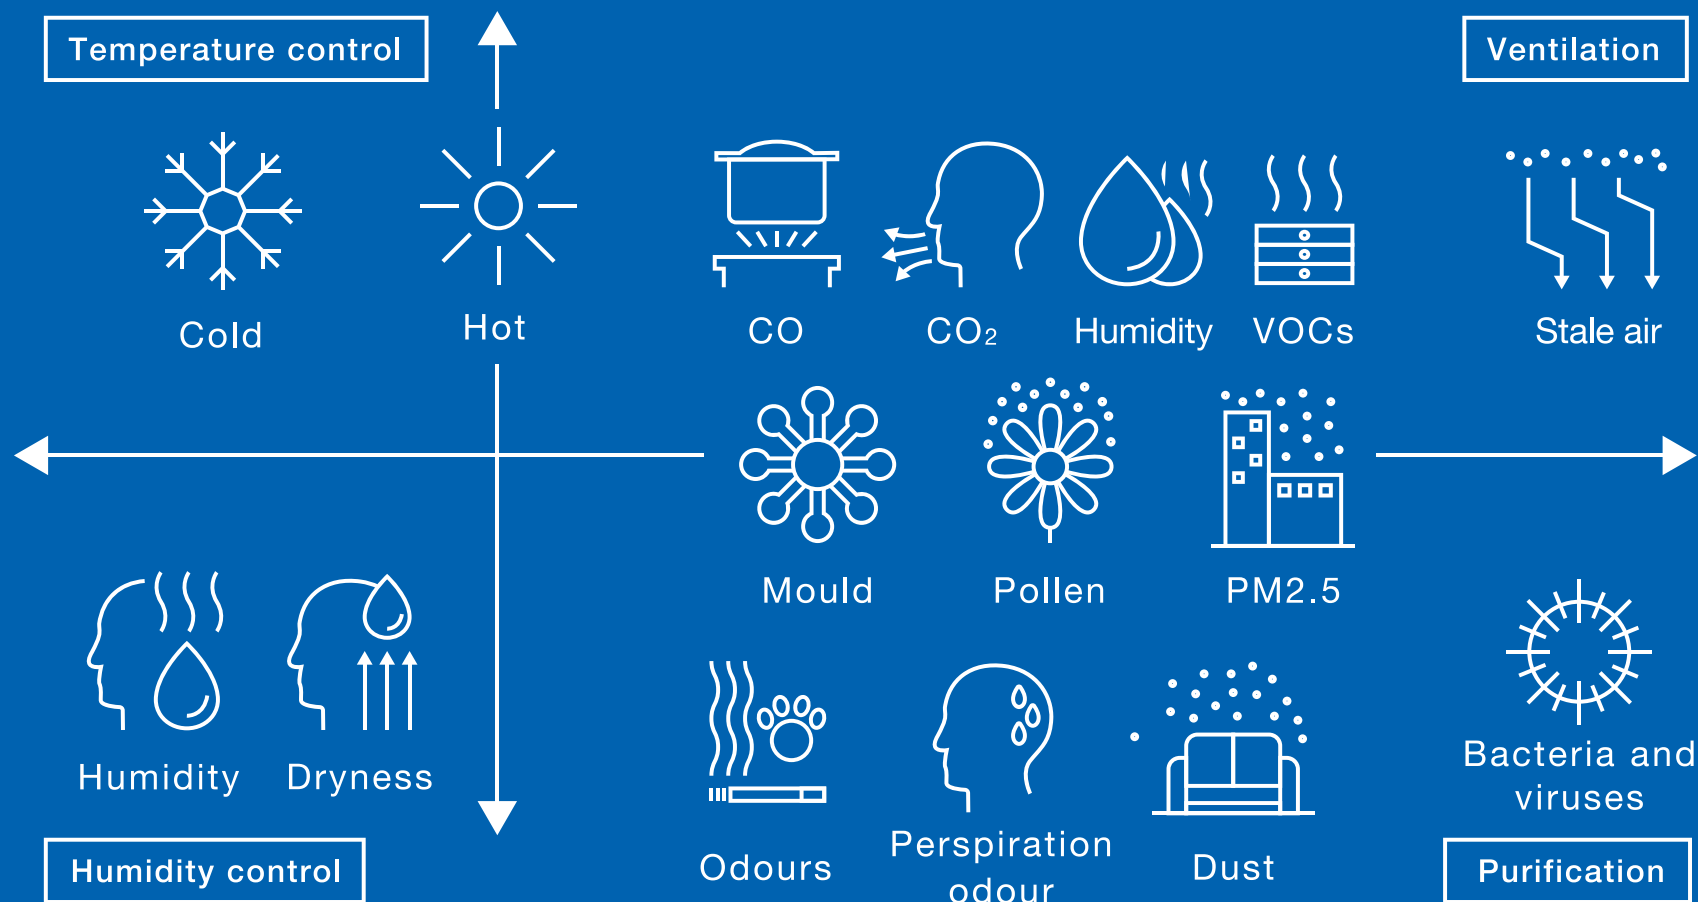 Temperature control
Ventilation
Cold
Hot
CO
CO₂
Humidity
VOCs
Stale air
Mould
Pollen
PM2.5
Humidity
Dryness
Bacteria and
viruses
Odours
Perspiration
odour
Dust
Humidity control
Purification